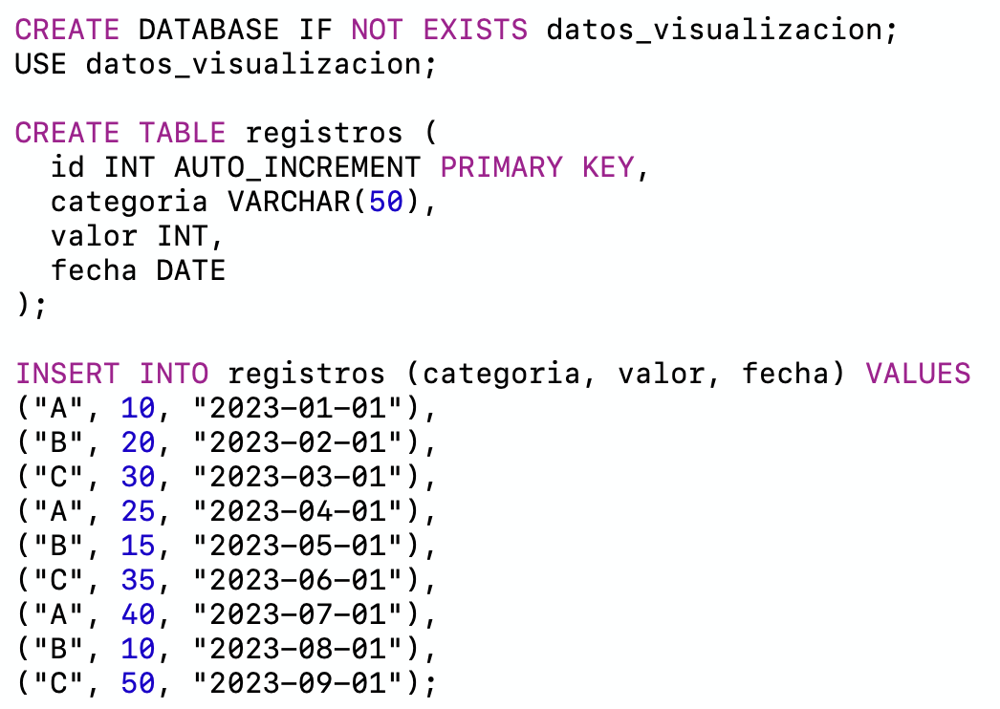 CREATE DATABASE IF NOT EXISTS datos_visualizacion;
USE datos_visualizacion;

CREATE TABLE registros (
  id INT AUTO_INCREMENT PRIMARY KEY,
  categoria VARCHAR(50),
  valor INT,
  fecha DATE
);

INSERT INTO registros (categoria, valor, fecha) VALUES
("A", 10, "2023-01-01"),
("B", 20, "2023-02-01"),
("C", 30, "2023-03-01"),
("A", 25, "2023-04-01"),
("B", 15, "2023-05-01"),
("C", 35, "2023-06-01"),
("A", 40, "2023-07-01"),
("B", 10, "2023-08-01"),
("C", 50, "2023-09-01");